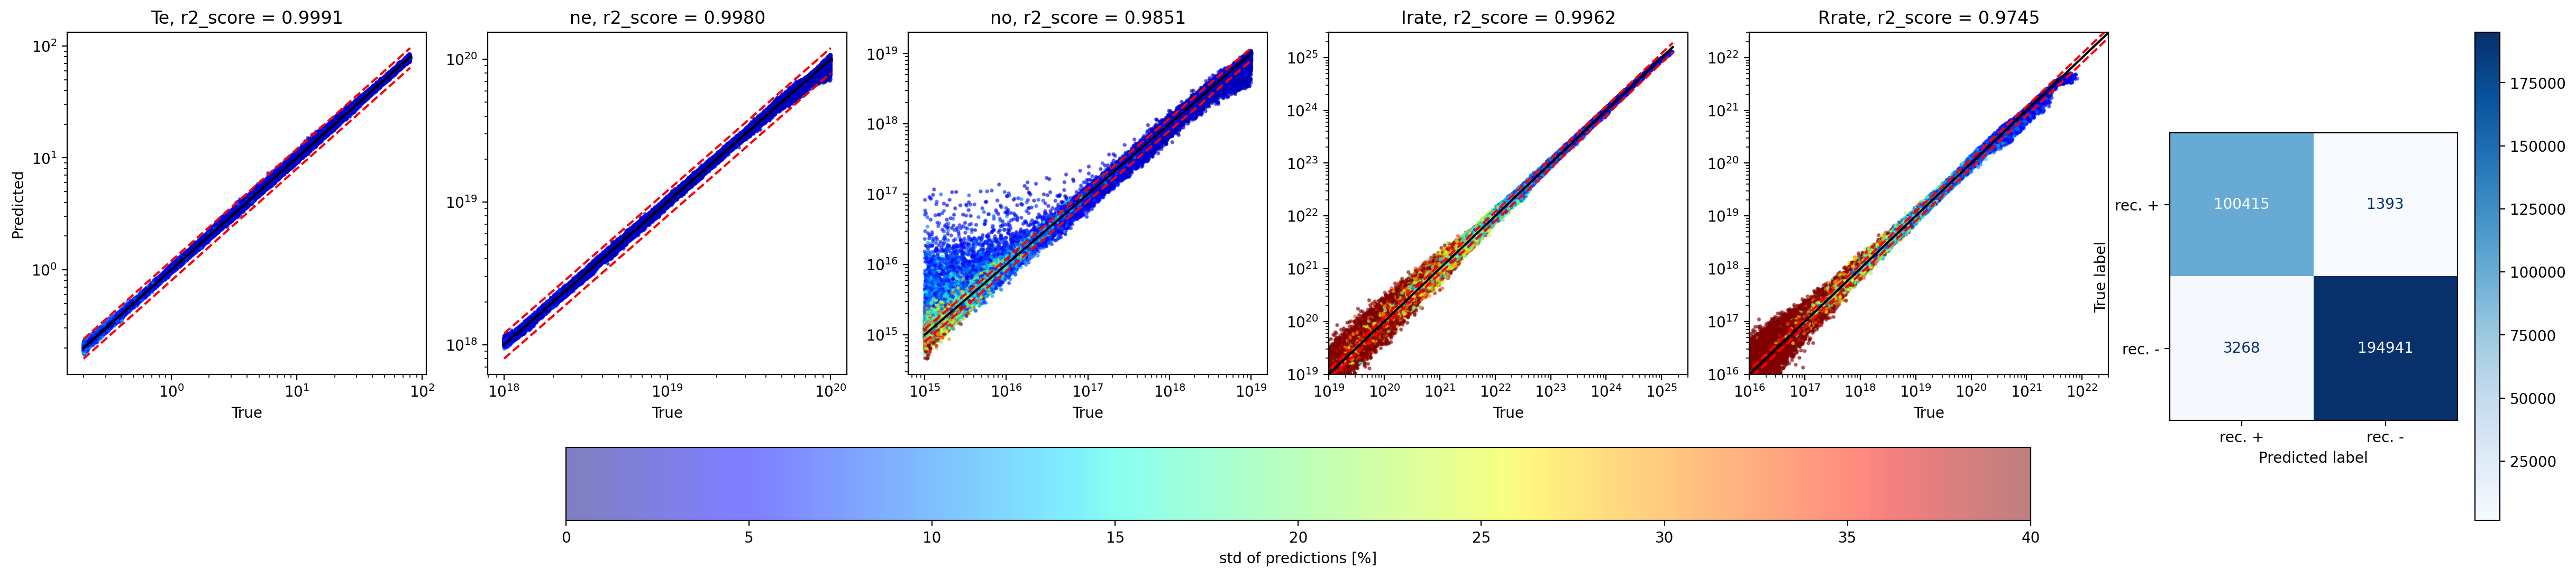 Te, r2_score = 0.9991
ne, r2_score = 0.9980
no, r2_score = 0.9851
Irate, r2_score = 0.9962
Rrate, r2_score = 0.9745
Predicted
10²
10¹
10⁰
10⁰ 10¹ 10²
True
10²⁰
10¹⁹
10¹⁸
10¹⁸ 10¹⁹ 10²⁰
True
10¹⁹
10¹⁸
10¹⁷
10¹⁶
10¹⁵
10¹⁵ 10¹⁶ 10¹⁷ 10¹⁸ 10¹⁹
True
10²⁵
10²⁴
10²³
10²²
10²¹
10²⁰
10¹⁹
10¹⁹ 10²⁰ 10²¹ 10²² 10²³ 10²⁴ 10²⁵
True
10²²
10²¹
10²⁰
10¹⁹
10¹⁸
10¹⁷
10¹⁶
10¹⁶ 10¹⁷ 10¹⁸ 10¹⁹ 10²⁰ 10²¹ 10²²
True
True label
rec. +
rec. -
100415 1393
3268 194941
rec. + rec. -
Predicted label
175000
150000
125000
100000
75000
50000
25000
0 5 10 15 20 25 30 35 40
std of predictions [%]